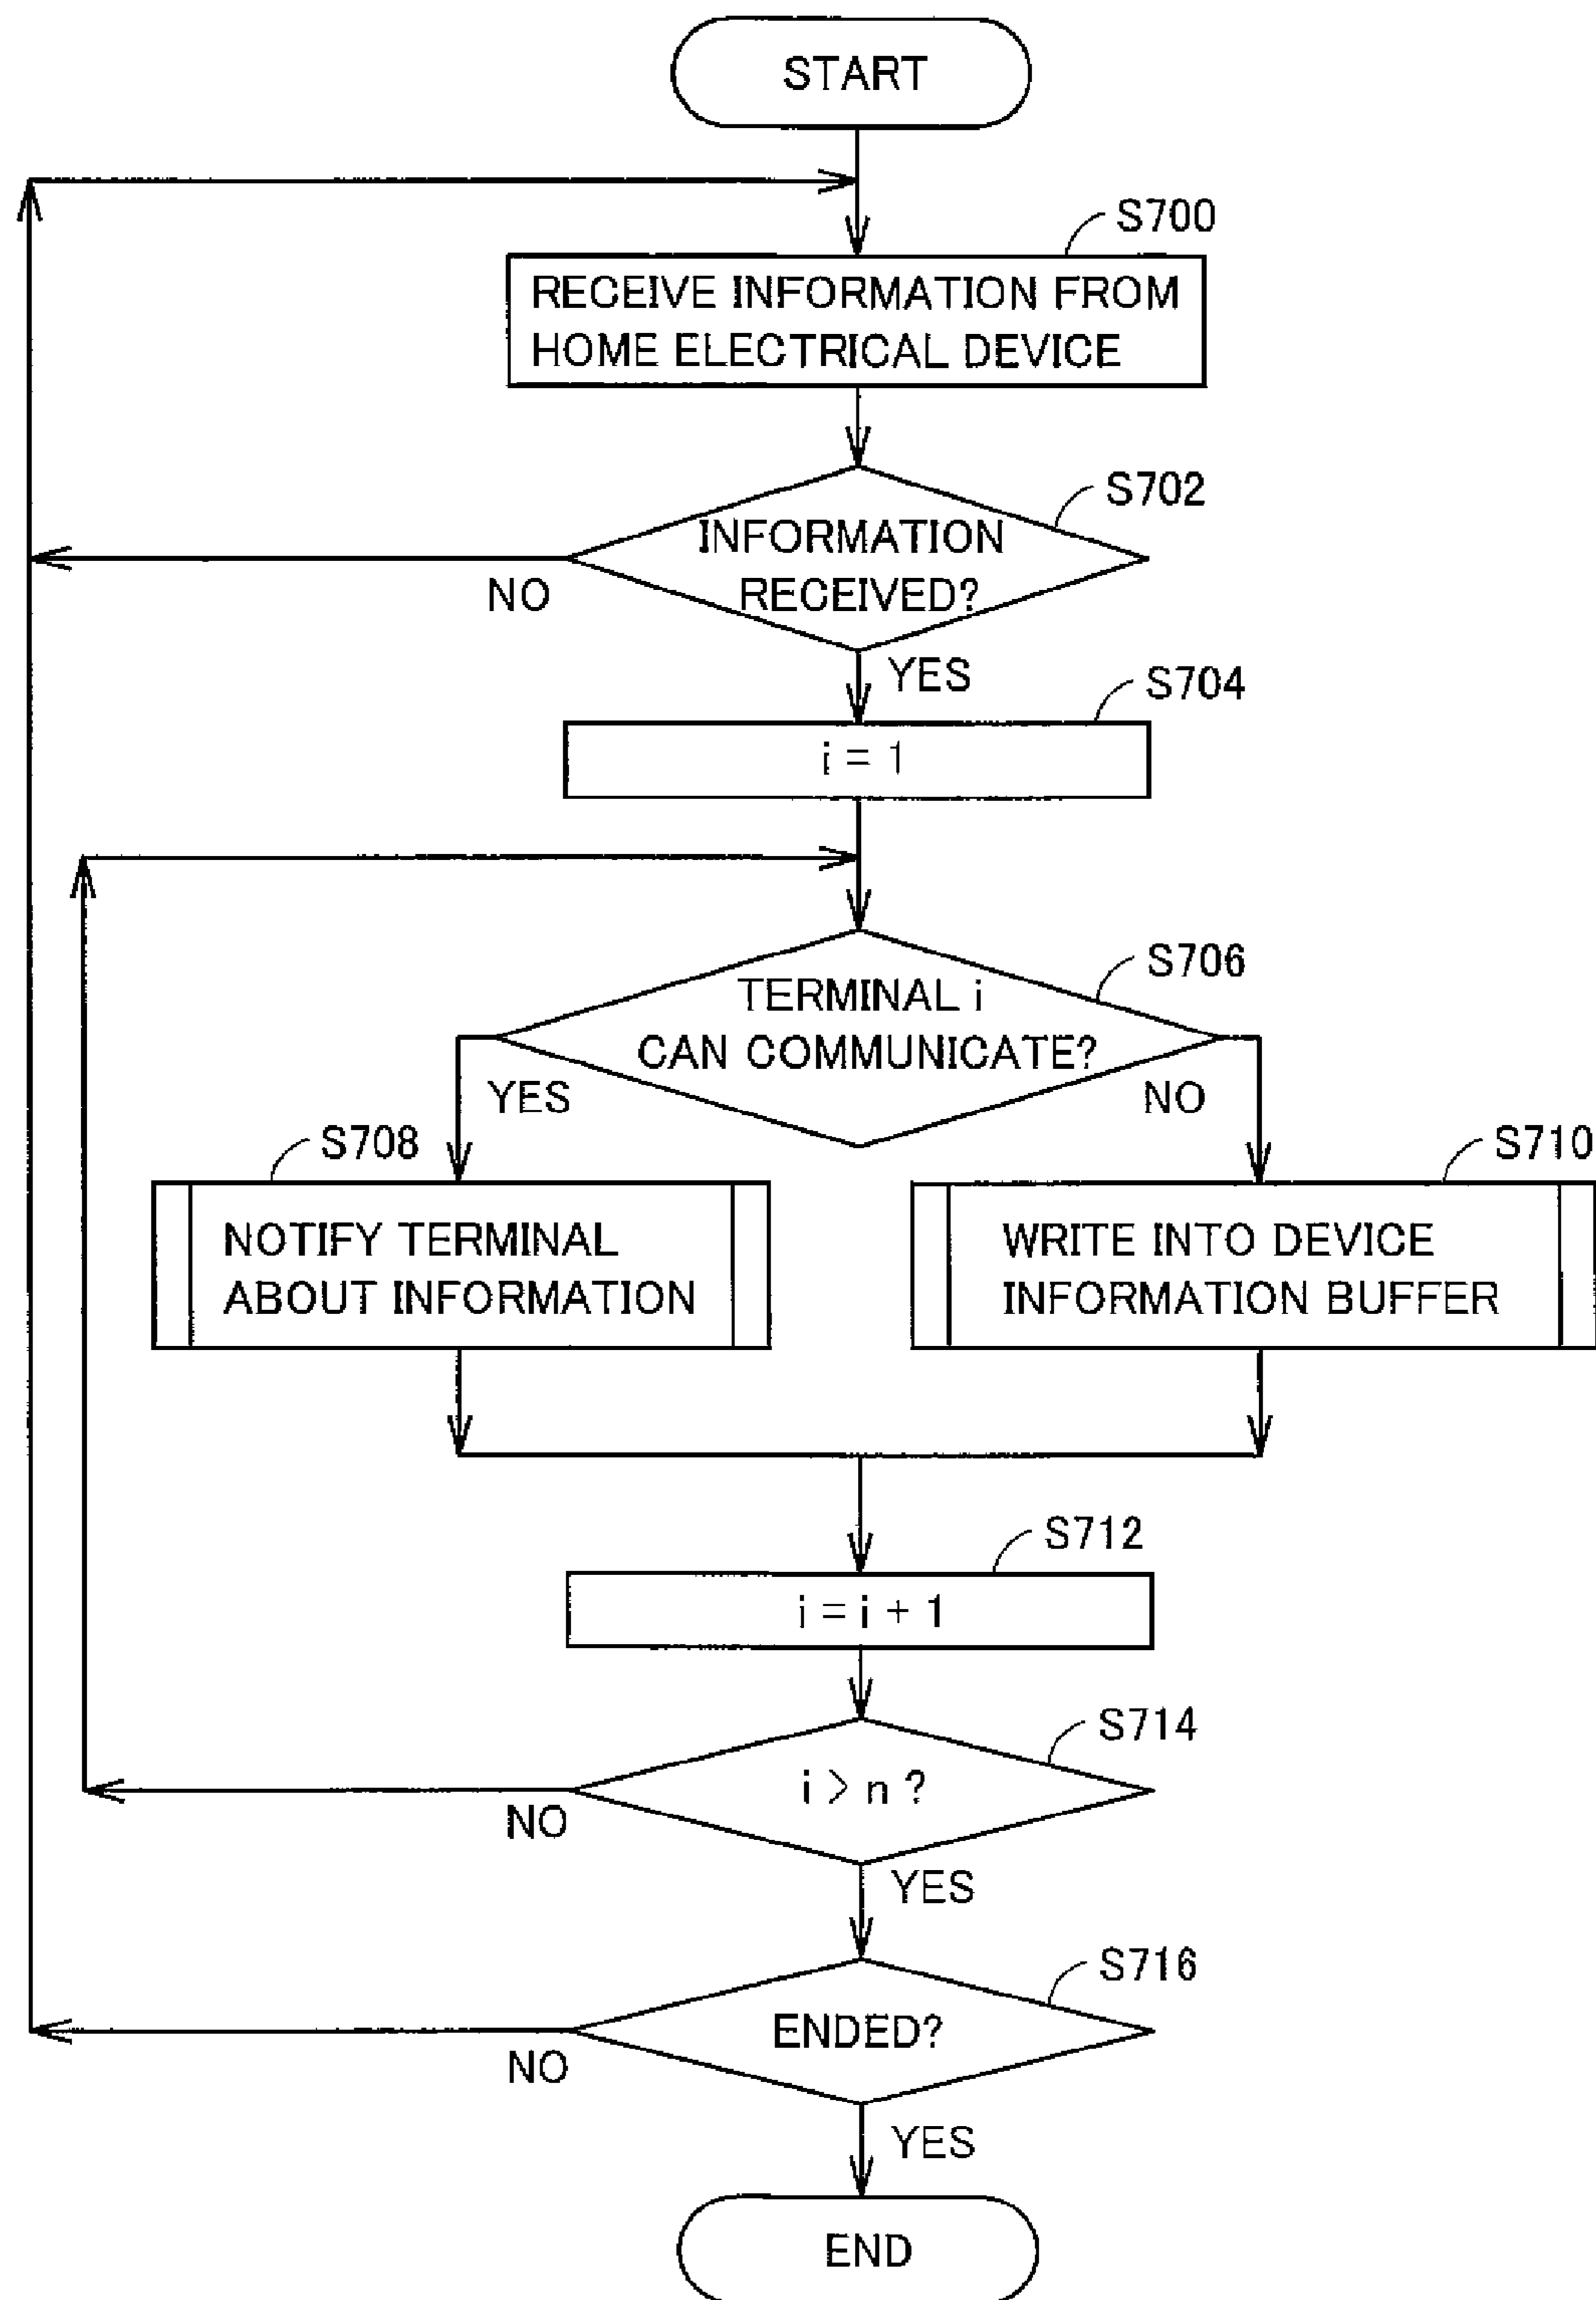 START
S700
RECEIVE INFORMATION FROM
HOME ELECTRICAL DEVICE
S702
INFORMATION
RECEIVED?
NO
YES
S704
i = 1
S706
TERMINAL i
CAN COMMUNICATE?
YES
NO
S708
S710
NOTIFY TERMINAL
ABOUT INFORMATION
WRITE INTO DEVICE
INFORMATION BUFFER
S712
i = i + 1
S714
i > n ?
NO
YES
S716
ENDED?
NO
YES
END